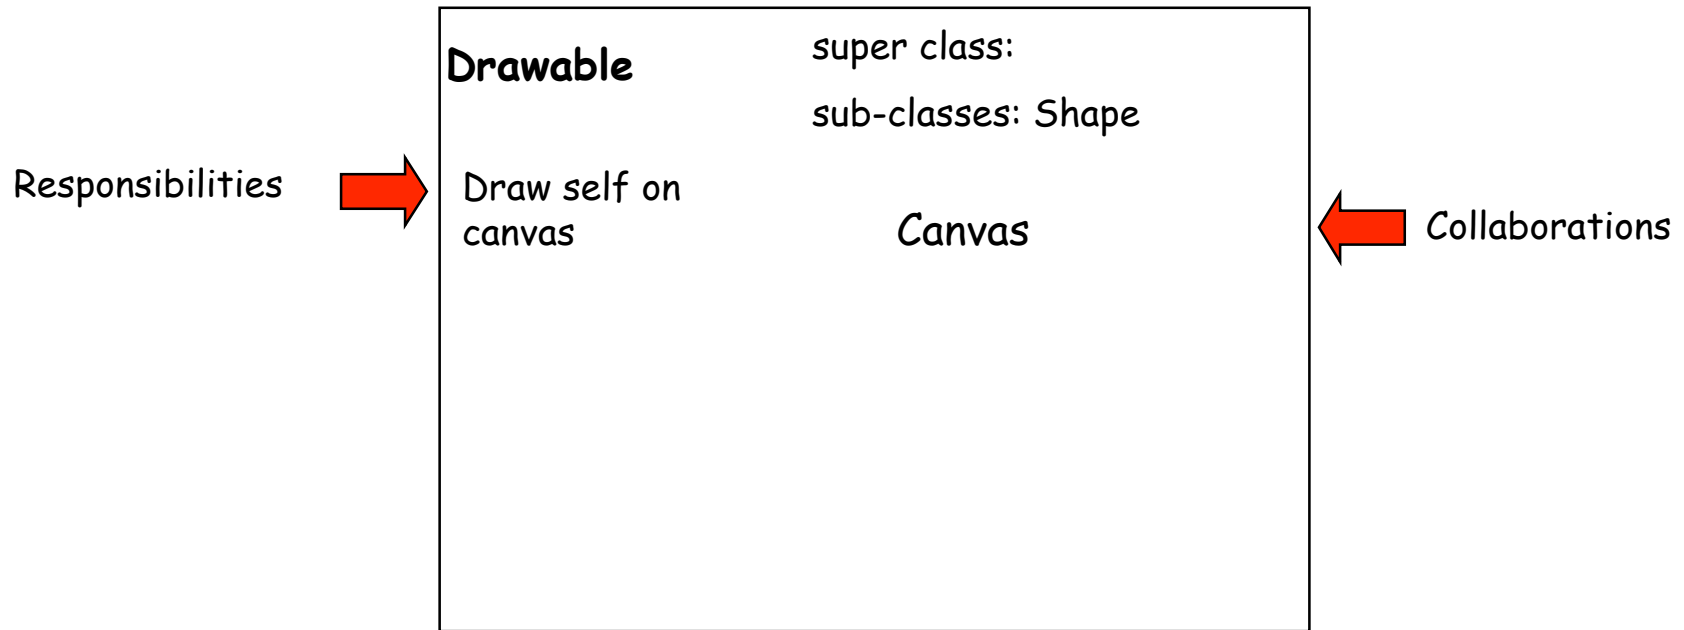 Drawable
super class:
sub-classes: Shape
Responsibilities
Draw self on
canvas
Canvas
Collaborations